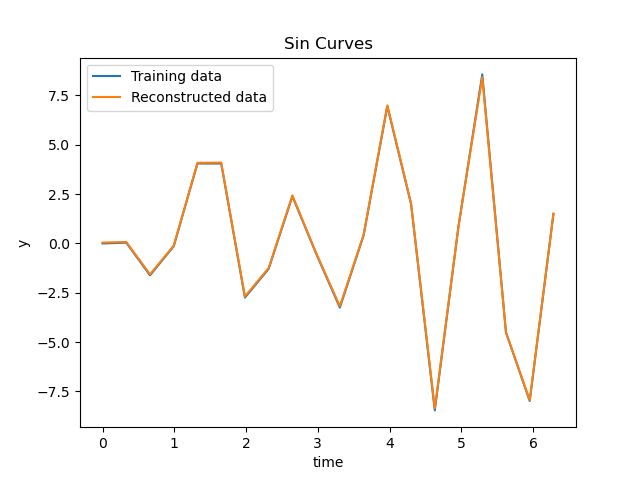 Sin Curves
Training data
Reconstructed data
7.5
5.0
2.5
0.0
−2.5
−5.0
−7.5
y
0 1 2 3 4 5 6
time